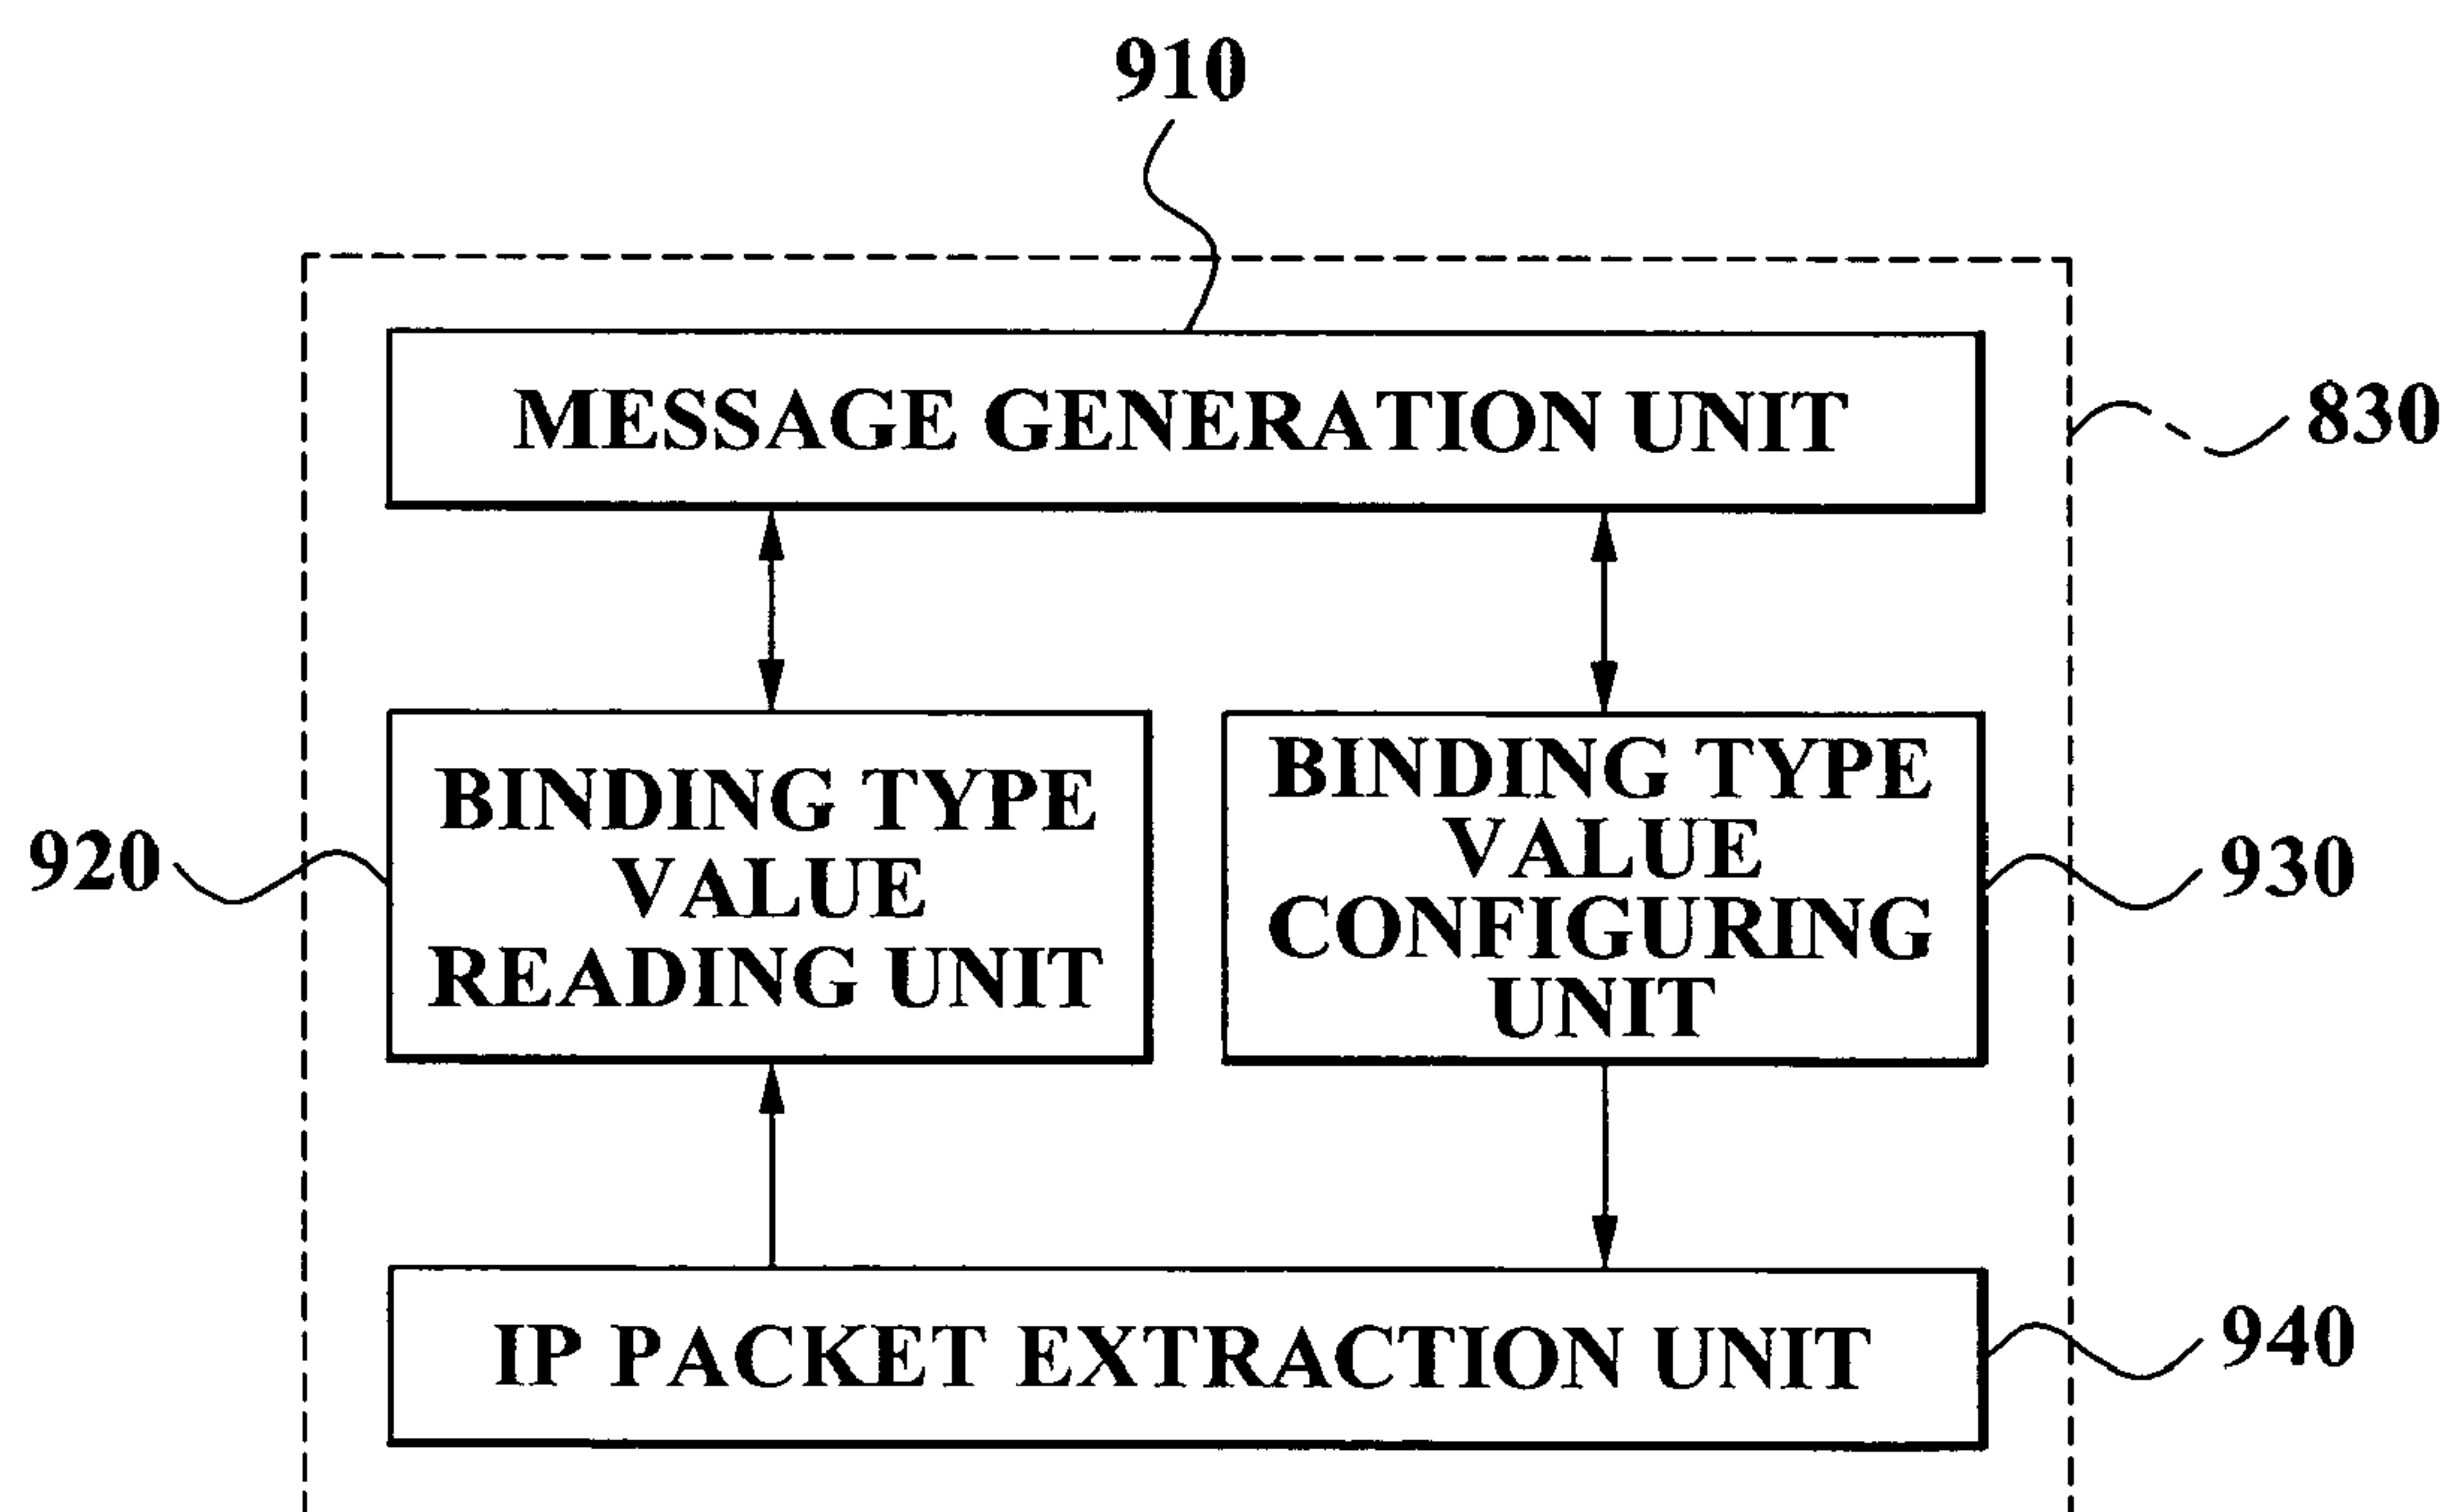 910
MESSAGE GENERATION UNIT
830
BINDING TYPE
VALUE
READING UNIT
920
BINDING TYPE
VALUE
CONFIGURING
UNIT
930
IP PACKET EXTRACTION UNIT
940